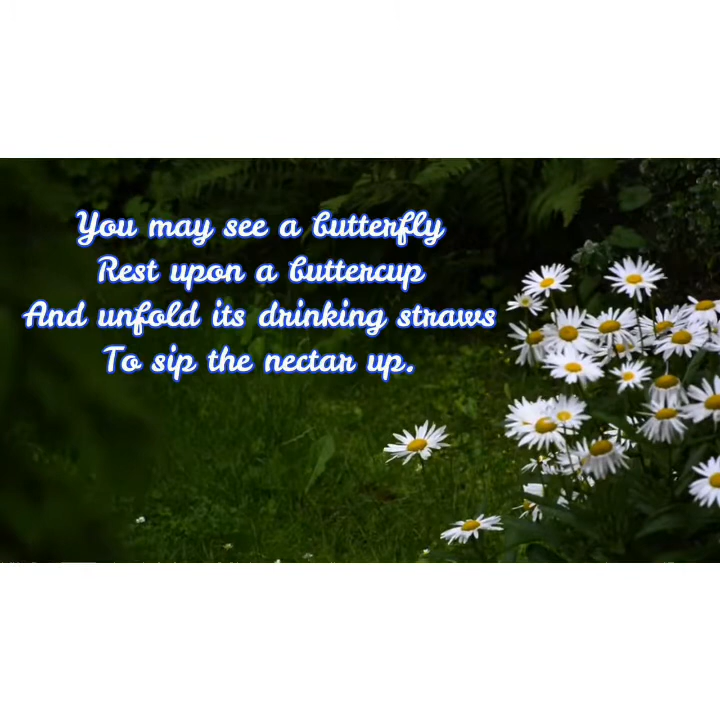 You may see a butterfly
Rest upon a buttercup
And unfold its drinking straws
To sip the nectar up.